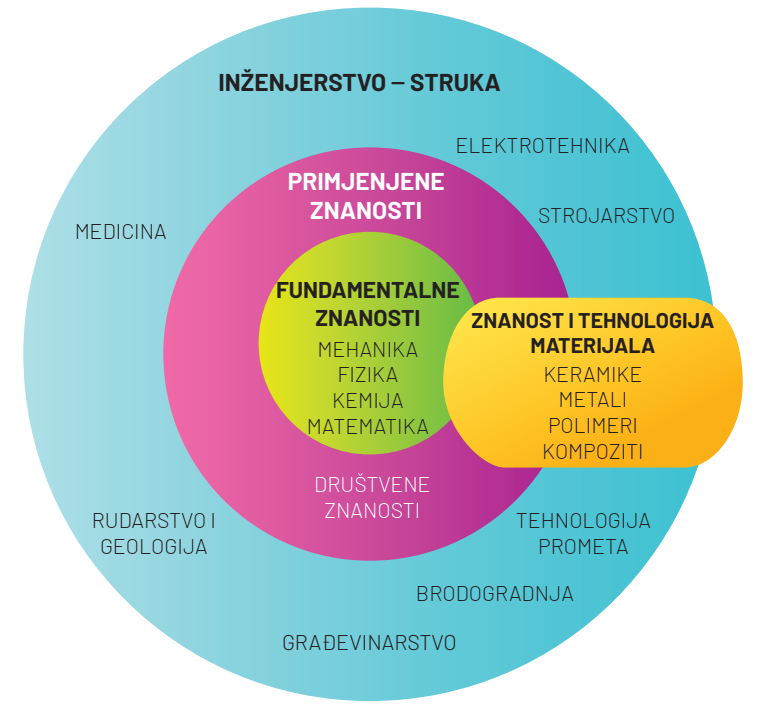 INŽENJERSTVO – STRUKA
ELEKTROTEHNIKA
PRIMJENJENE
ZNANOSTI
STROJARSTVO
MEDICINA
FUNDAMENTALNE
ZNANOSTI
MEHANIKA
FIZIKA
KEMIJA
MATEMATIKA
ZNANOST I TEHNOLOGIJA
MATERIJALA
KERAMIKE
METALI
POLIMERI
KOMPOZITI
DRUŠTVENE
ZNANOSTI
RUDARSTVO I
GEOLOGIJA
TEHNOLOGIJA
PROMETA
BRODOGRADNJA
GRAĐEVINARSTVO